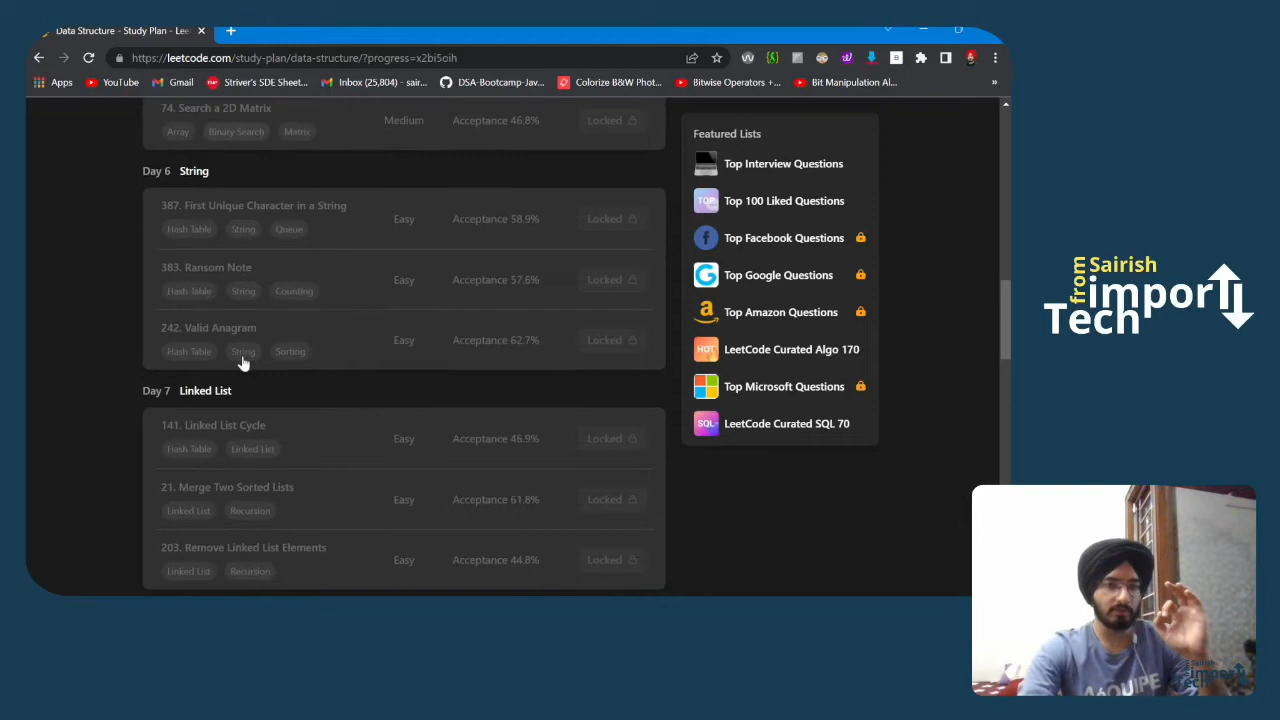 Data Structure - Study Plan - Lee
https://leetcode.com/study-plan/data-structure/?progress=x2bi5oih
Apps YouTube Gmail Striver's SDE Sheet... Inbox (25,804) - sair... DSA-Bootcamp-Jav... Colorize B&W Phot... Bitwise Operators +... Bit Manipulation Al... »
74. Search a 2D Matrix Medium Acceptance 46.8% Locked
Array Binary Search Matrix
Day 6 String
387. First Unique Character in a String Easy Acceptance 58.9% Locked
Hash Table String Queue
383. Ransom Note Easy Acceptance 57.6% Locked
Hash Table String Counting
242. Valid Anagram Easy Acceptance 62.7% Locked
Hash Table String Sorting
Day 7 Linked List
141. Linked List Cycle Easy Acceptance 46.9% Locked
Hash Table Linked List
21. Merge Two Sorted Lists Easy Acceptance 61.8% Locked
Linked List Recursion
203. Remove Linked List Elements Easy Acceptance 44.8% Locked
Linked List Recursion
Featured Lists
Top Interview Questions
TOP Top 100 Liked Questions
Top Facebook Questions
Top Google Questions
Top Amazon Questions
HOT LeetCode Curated Algo 170
Top Microsoft Questions
SQL LeetCode Curated SQL 70
from Sairish
import
Tech